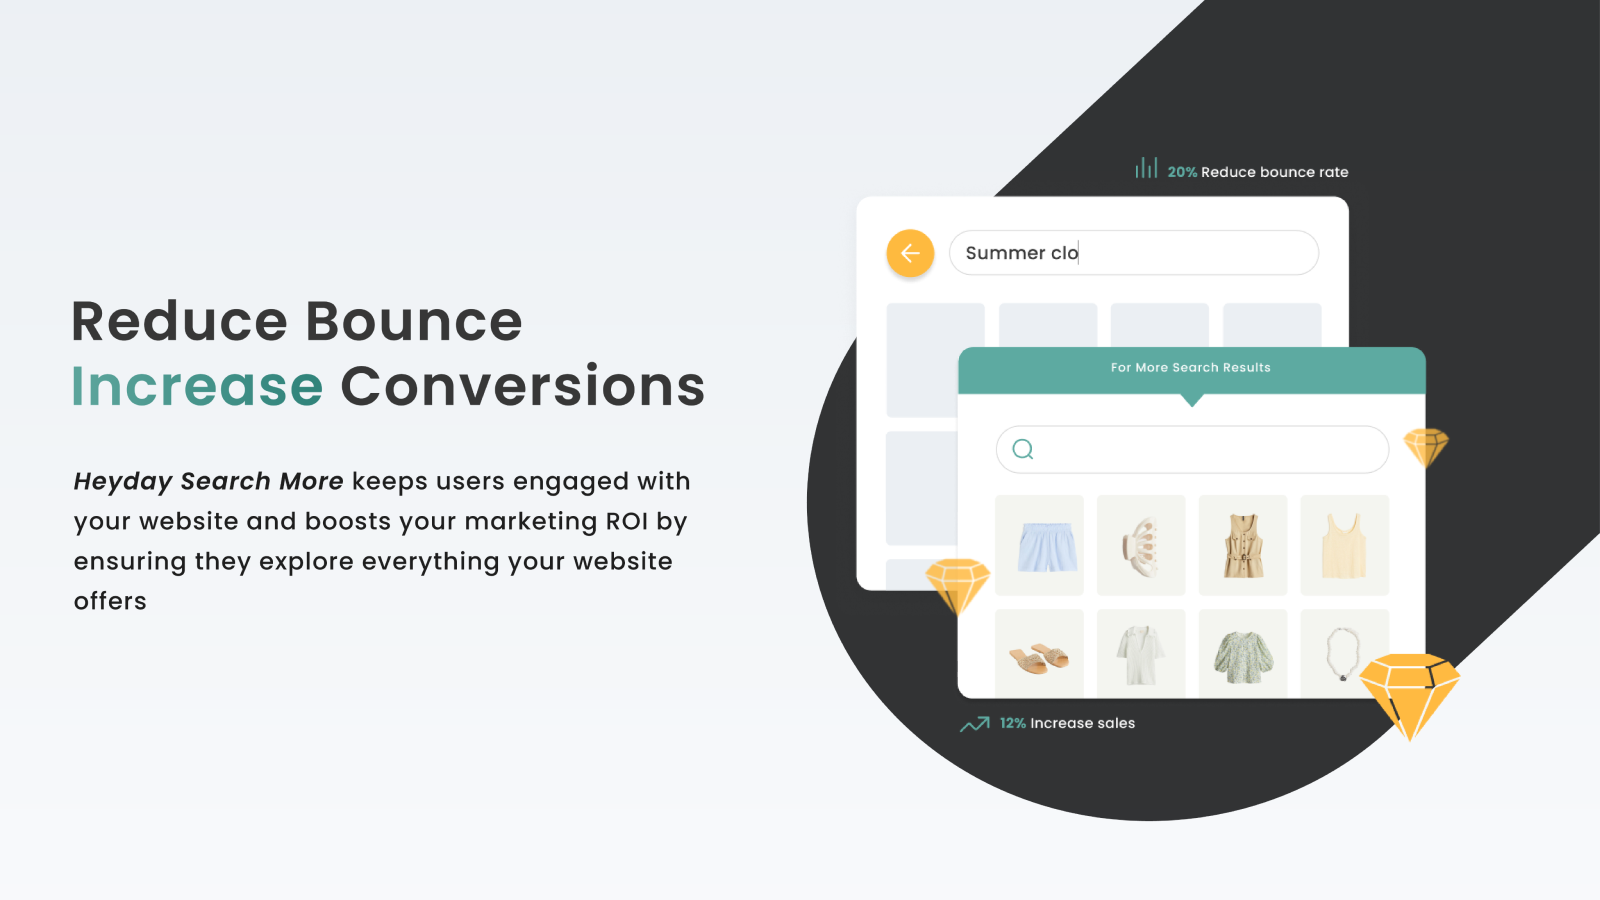 Reduce Bounce
Increase Conversions
Heyday Search More keeps users engaged with
your website and boosts your marketing ROI by
ensuring they explore everything your website
offers
20% Reduce bounce rate
Summer clo
For More Search Results
12% Increase sales